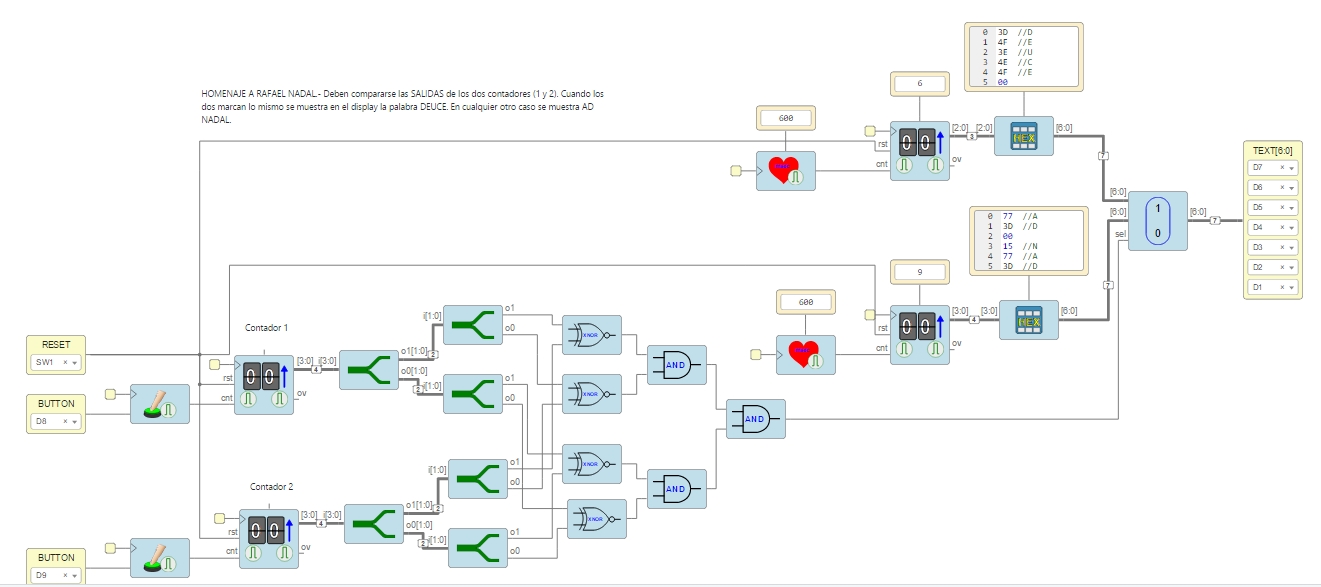 HOMENAJE A RAFAEL NADAL.- Deben compararse las SALIDAS de los dos contadores (1 y 2). Cuando los
dos marcan lo mismo se muestra en el display la palabra DEUCE. En cualquier otro caso se muestra AD
NADAL.
0 3D //D
1 4F //E
2 3E //U
3 4E //C
4 4F //E
5 00
6
600
[2:0] [2:0]
3
HEX
[6:0]
00
rst
cnt
ov
7
TEXT[6:0]
D7
D6
D5
D4
D3
D2
D1
[6:0]
[6:0]
sel
1
0
[6:0]
7
0 77 //A
1 3D //D
2 00
3 15 //N
4 77 //A
5 3D //D
9
600
[3:0] [3:0]
4
HEX
[6:0]
00
rst
cnt
ov
7
RESET
SW1
BUTTON
D8
Contador 1
00
rst
cnt
ov
[3:0] i[3:0]
4
o1[1:0]
o0[1:0]
2
2
i[1:0]
i[1:0]
o1
o0
o1
o0
XNOR
XNOR
AND
AND
XNOR
XNOR
AND
Contador 2
00
rst
cnt
ov
[3:0] i[3:0]
4
o1[1:0]
o0[1:0]
2
2
i[1:0]
i[1:0]
o1
o0
o1
o0
BUTTON
D9